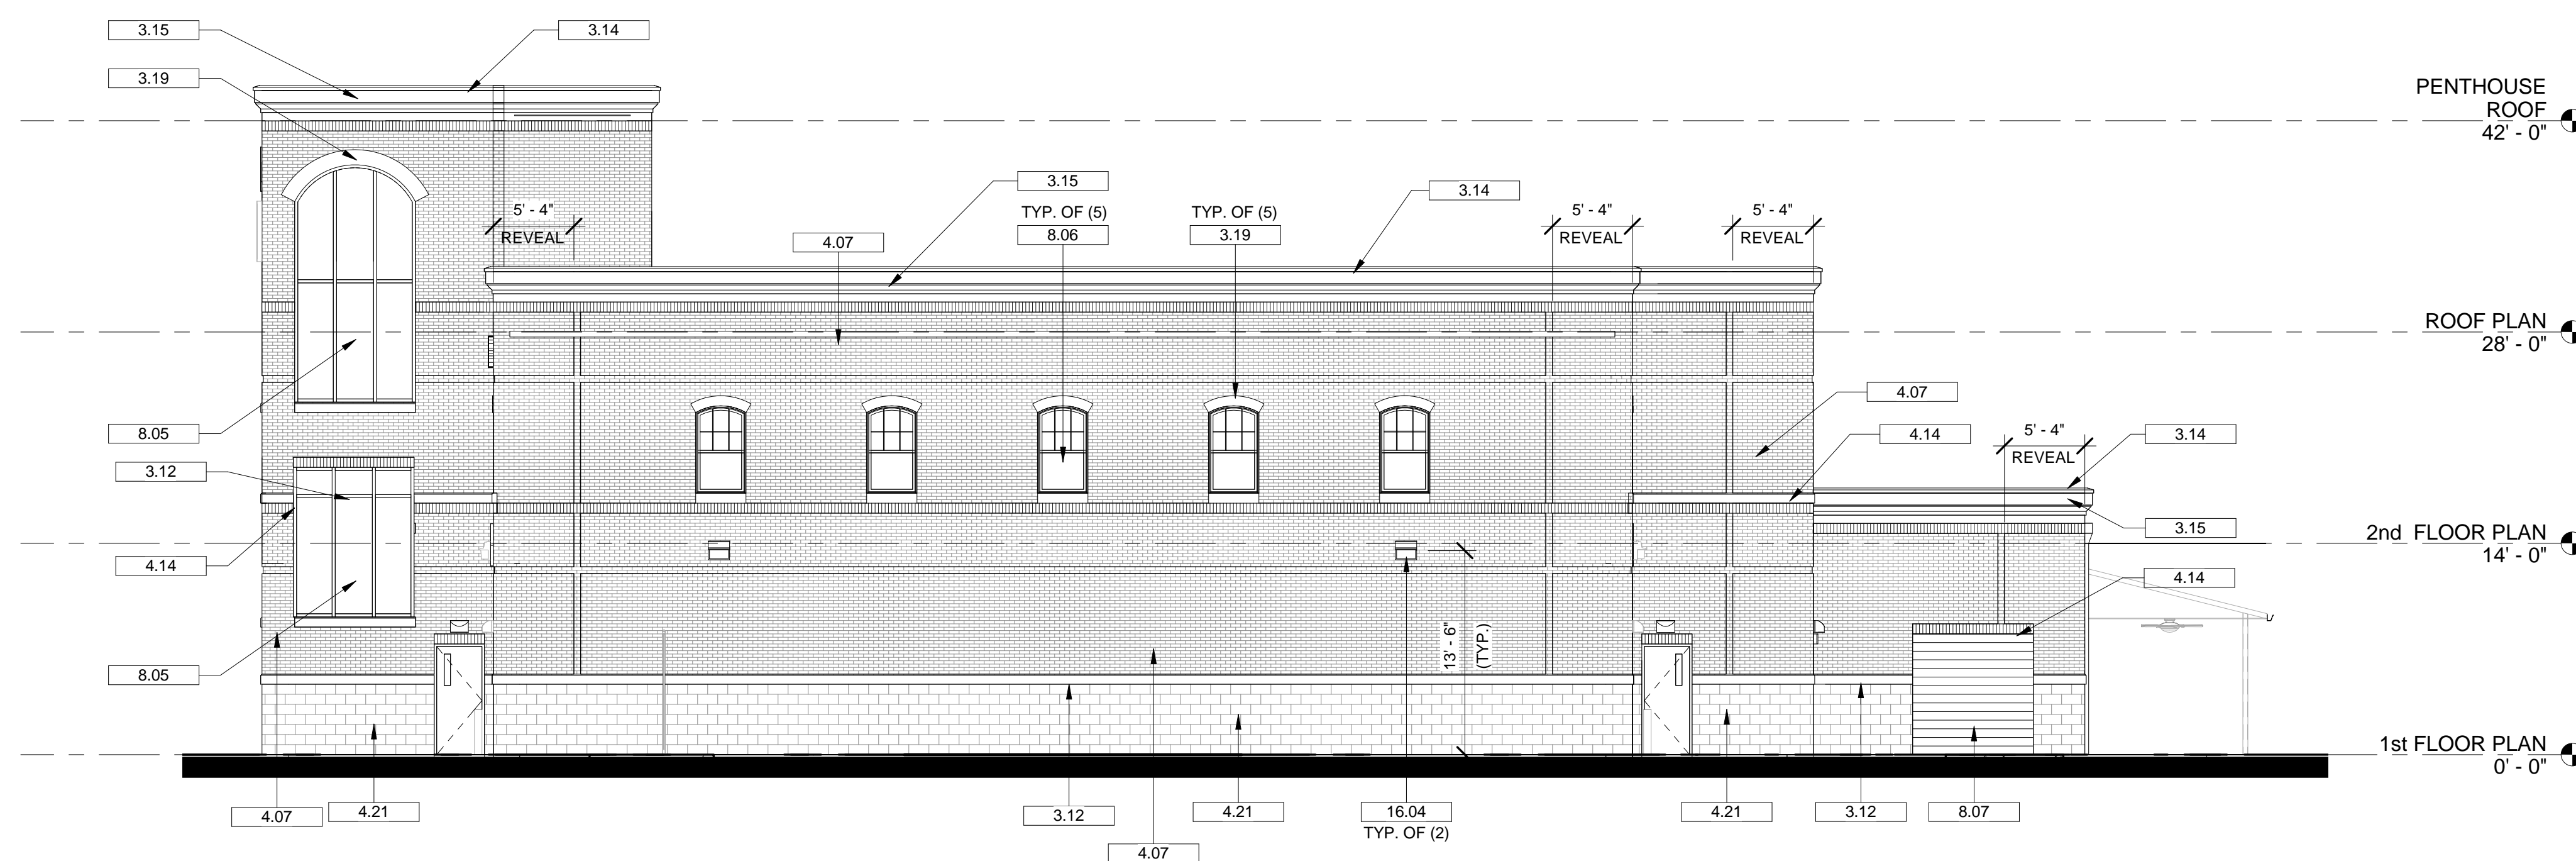 3.15
3.14
3.19
PENTHOUSE
ROOF
42' - 0"
3.15
3.14
TYP. OF (5)
8.06
TYP. OF (5)
3.19
5' - 4"
REVEAL
4.07
5' - 4"
REVEAL
5' - 4"
REVEAL
ROOF PLAN
28' - 0"
4.07
8.05
4.14
5' - 4"
REVEAL
3.14
3.12
3.15
2nd FLOOR PLAN
14' - 0"
4.14
4.14
13' - 6"
(TYP.)
8.05
1st FLOOR PLAN
0' - 0"
4.07
4.21
3.12
4.21
16.04
TYP. OF (2)
4.21
3.12
8.07
4.07